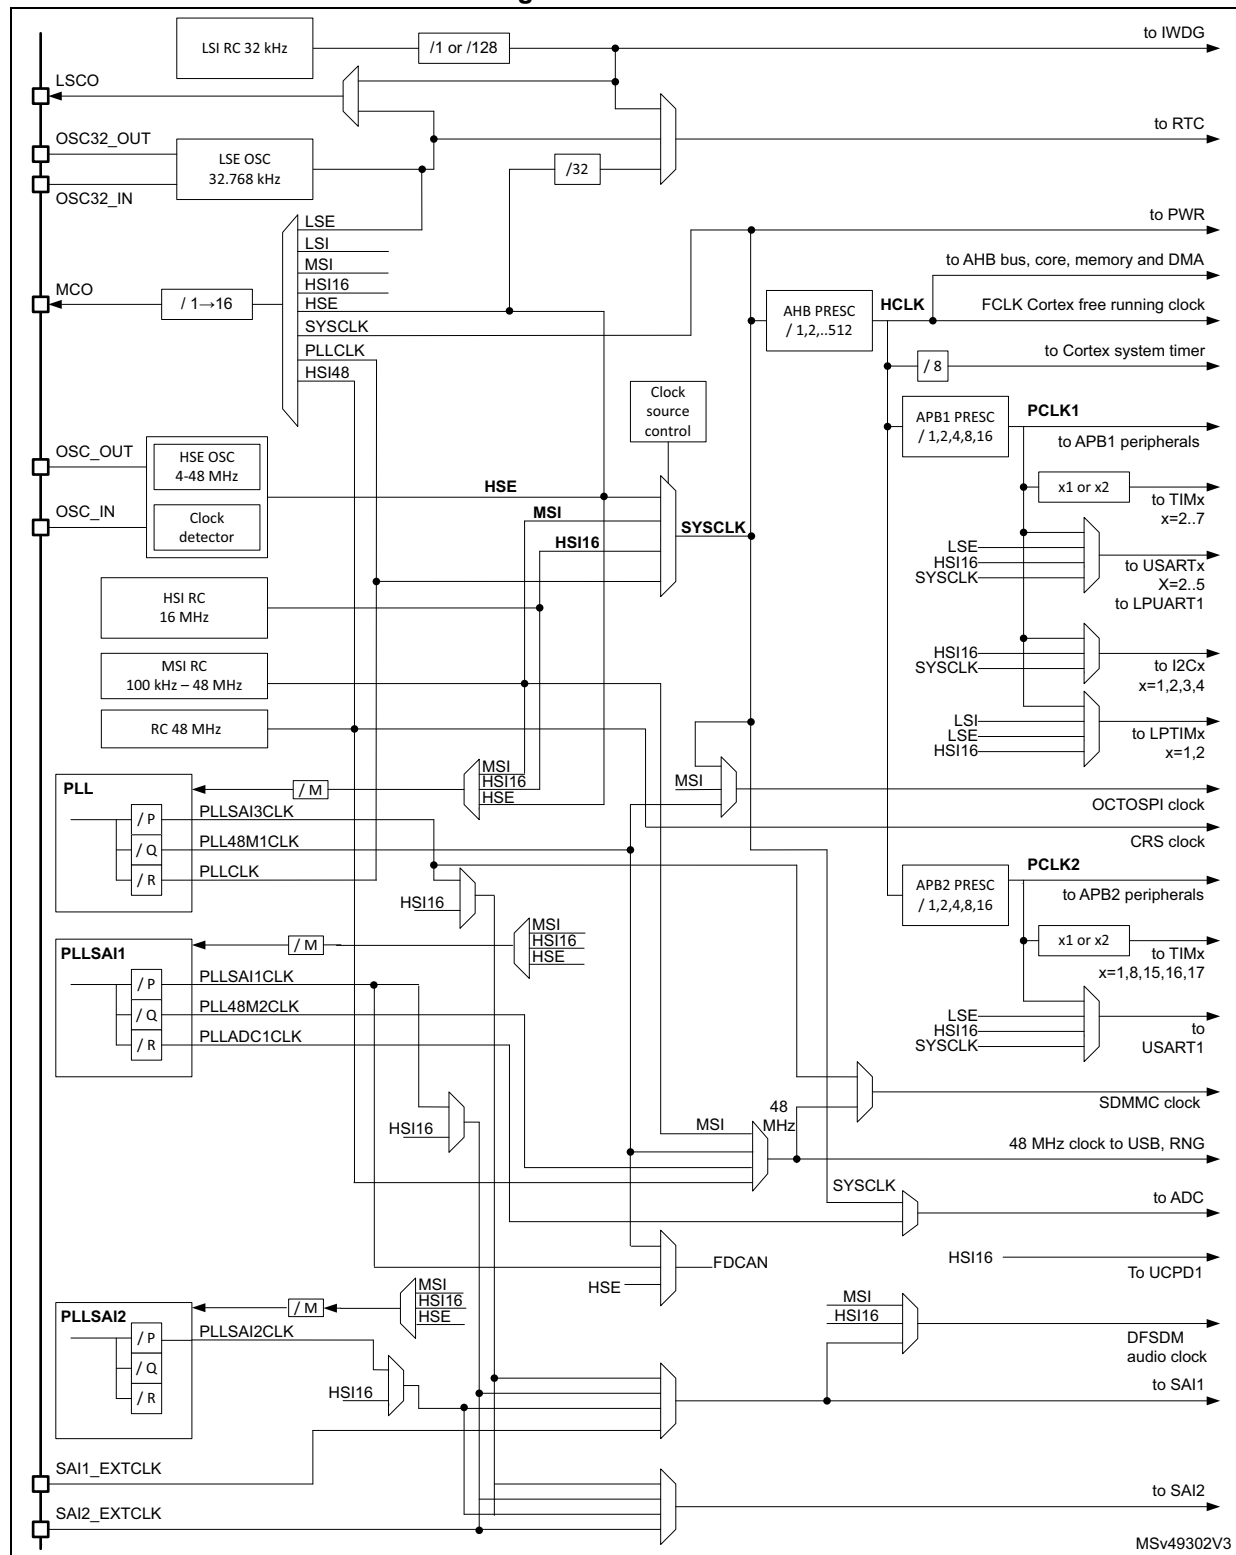 LSI RC 32 kHz
/1 or /128
to IWDG
LSCO
OSC32_OUT
to RTC
LSE OSC
32.768 kHz
/32
OSC32_IN
LSE
to PWR
LSI
MSI
to AHB bus, core, memory and DMA
HSI16
MCO
/ 1→16
HSE
AHB PRESC
/ 1,2,..512
HCLK
FCLK Cortex free running clock
SYSCLK
PLLCLK
to Cortex system timer
/ 8
HSI48
Clock
source
control
APB1 PRESC
/ 1,2,4,8,16
PCLK1
to APB1 peripherals
OSC_OUT
HSE OSC
4-48 MHz
HSE
x1 or x2
to TIMx
x=2..7
OSC_IN
Clock
detector
MSI
SYSCLK
HSI16
LSE
HSI16
SYSCLK
to USARTx
X=2..5
to LPUART1
HSI RC
16 MHz
MSI RC
100 kHz – 48 MHz
HSI16
SYSCLK
to I2Cx
x=1,2,3,4
RC 48 MHz
LSI
LSE
HSI16
to LPTIMx
x=1,2
PLL
/ M
MSI
HSI16
HSE
MSI
OCTOSPI clock
/ P
PLLSAI3CLK
CRS clock
/ Q
PLL48M1CLK
/ R
PLLCLK
HSI16
APB2 PRESC
/ 1,2,4,8,16
PCLK2
to APB2 peripherals
PLLSAI1
/ M
MSI
HSI16
HSE
x1 or x2
to TIMx
x=1,8,15,16,17
/ P
PLLSAI1CLK
/ Q
PLL48M2CLK
/ R
PLLADC1CLK
LSE
HSI16
SYSCLK
to
USART1
SDMMC clock
HSI16
MSI
48
MHz
48 MHz clock to USB, RNG
SYSCLK
to ADC
FDCAN
HSE
HSI16
To UCPD1
PLLSAI2
/ M
MSI
HSI16
HSE
MSI
HSI16
DFSDM
audio clock
/ P
PLLSAI2CLK
/ Q
/ R
HSI16
to SAI1
SAI1_EXTCLK
SAI2_EXTCLK
to SAI2
MSv49302V3